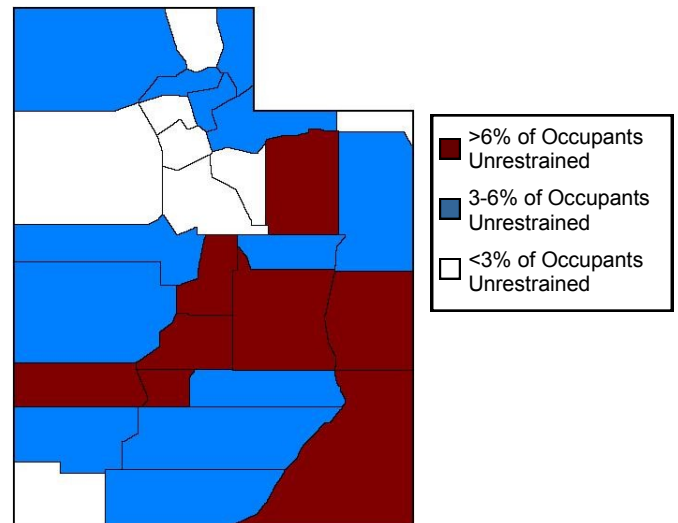 >6% of Occupants
Unrestrained
3-6% of Occupants
Unrestrained
<3% of Occupants
Unrestrained